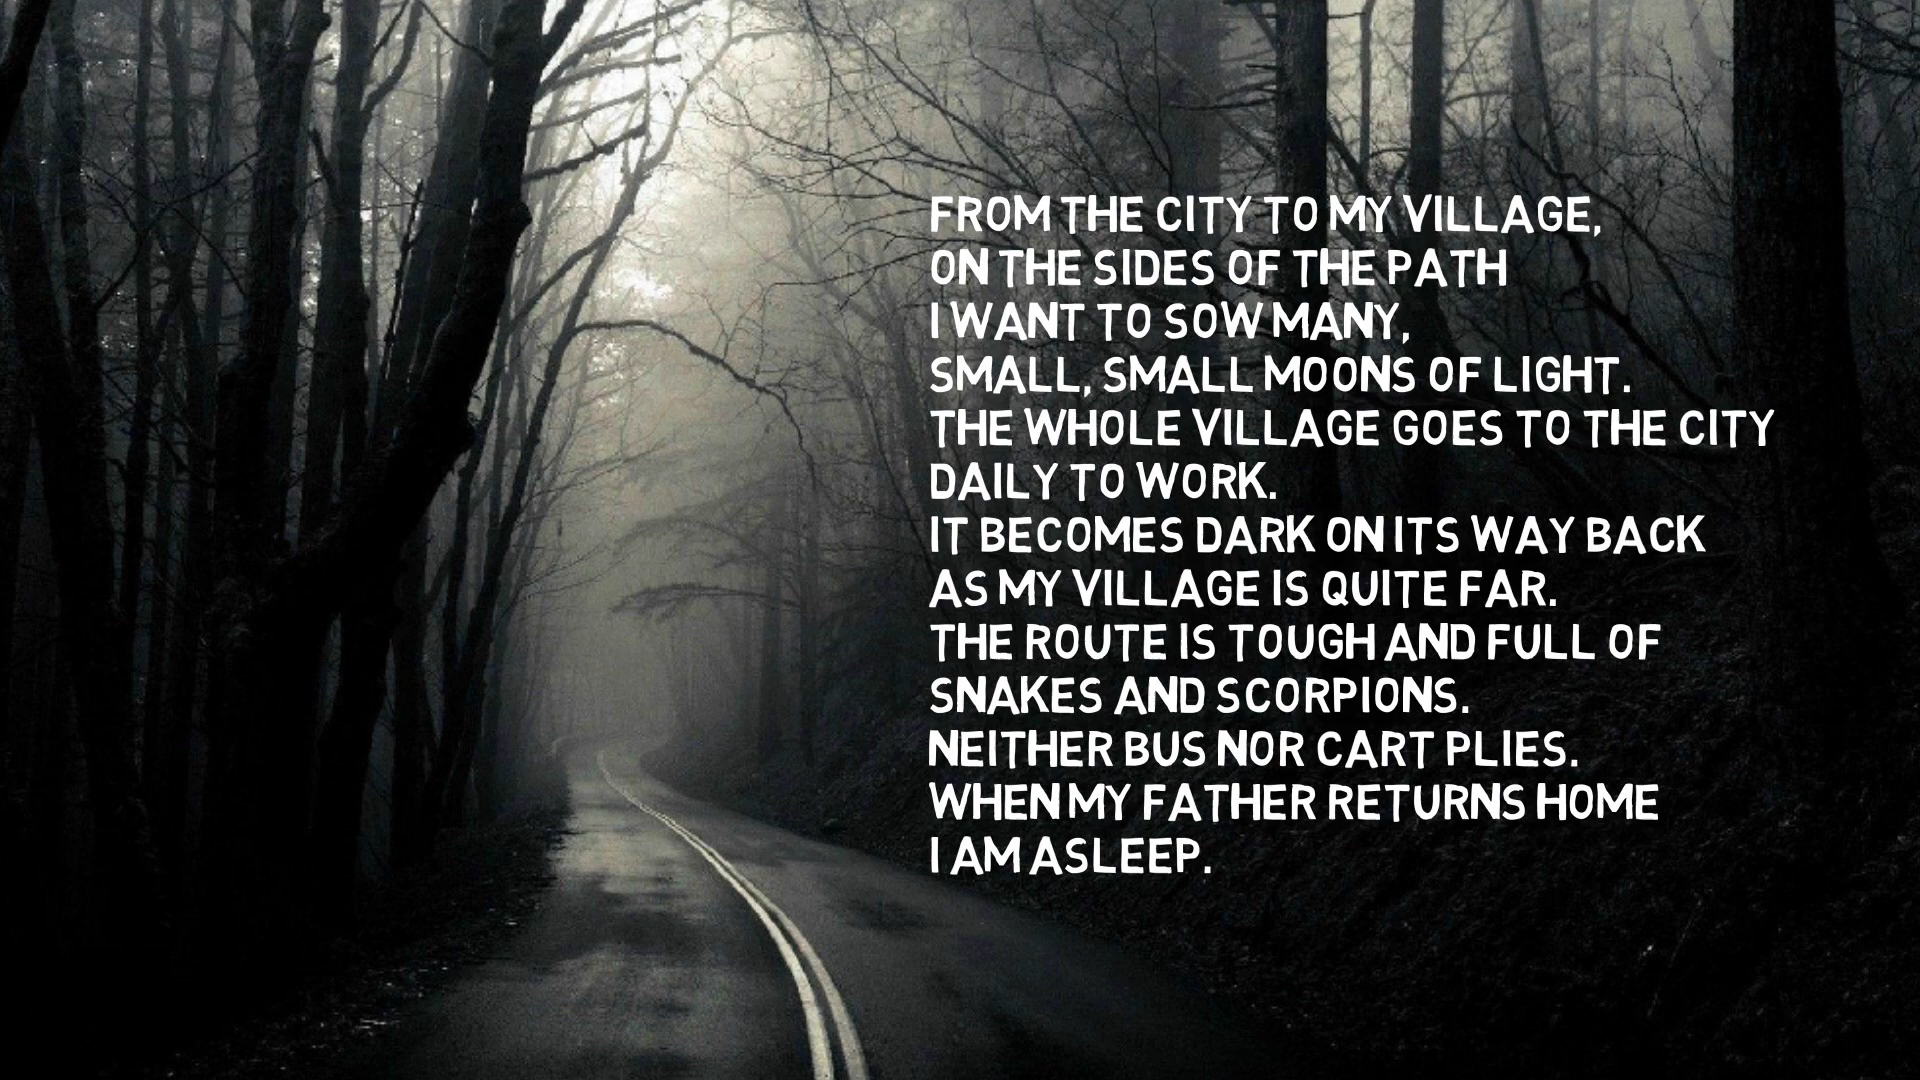 FROM THE CITY TO MY VILLAGE,
ON THE SIDES OF THE PATH
I WANT TO SOW MANY,
SMALL, SMALL MOONS OF LIGHT.
THE WHOLE VILLAGE GOES TO THE CITY
DAILY TO WORK.
IT BECOMES DARK ON ITS WAY BACK
AS MY VILLAGE IS QUITE FAR.
THE ROUTE IS TOUGH AND FULL OF
SNAKES AND SCORPIONS.
NEITHER BUS NOR CART PLIES.
WHEN MY FATHER RETURNS HOME
I AM ASLEEP.